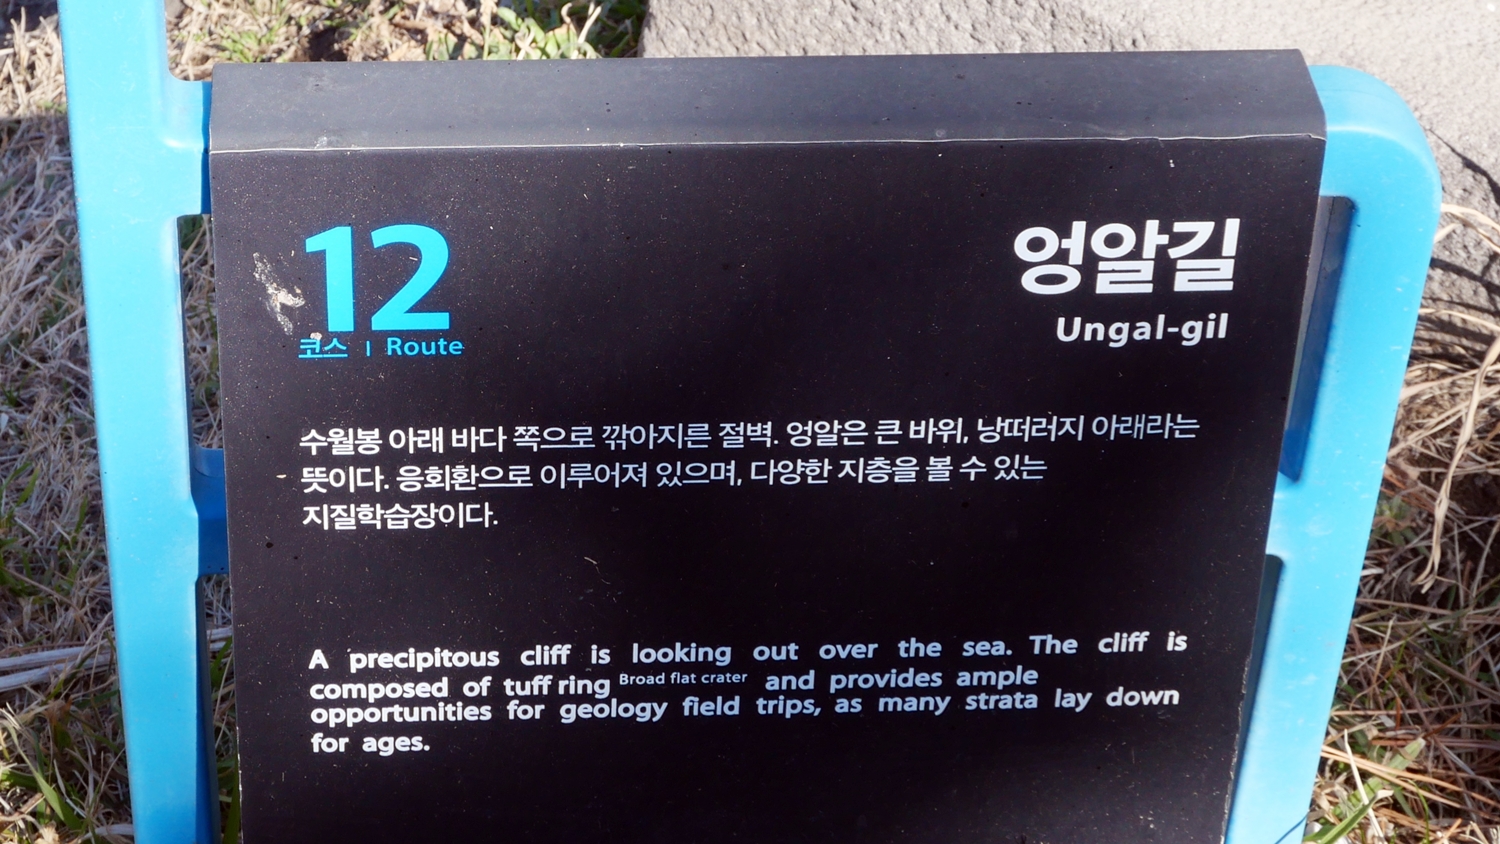 12
코스 | Route
엉알길
Ungal-gil
수월봉 아래 바다 쪽으로 깎아지른 절벽. 엉알은 큰 바위, 낭떠러지 아래라는
뜻이다. 응회환으로 이루어져 있으며, 다양한 지층을 볼 수 있는
지질학습장이다.
A precipitous cliff is looking out over the sea. The cliff is
composed of tuff ring Broad flat crater and provides ample
opportunities for geology field trips, as many strata lay down
for ages.